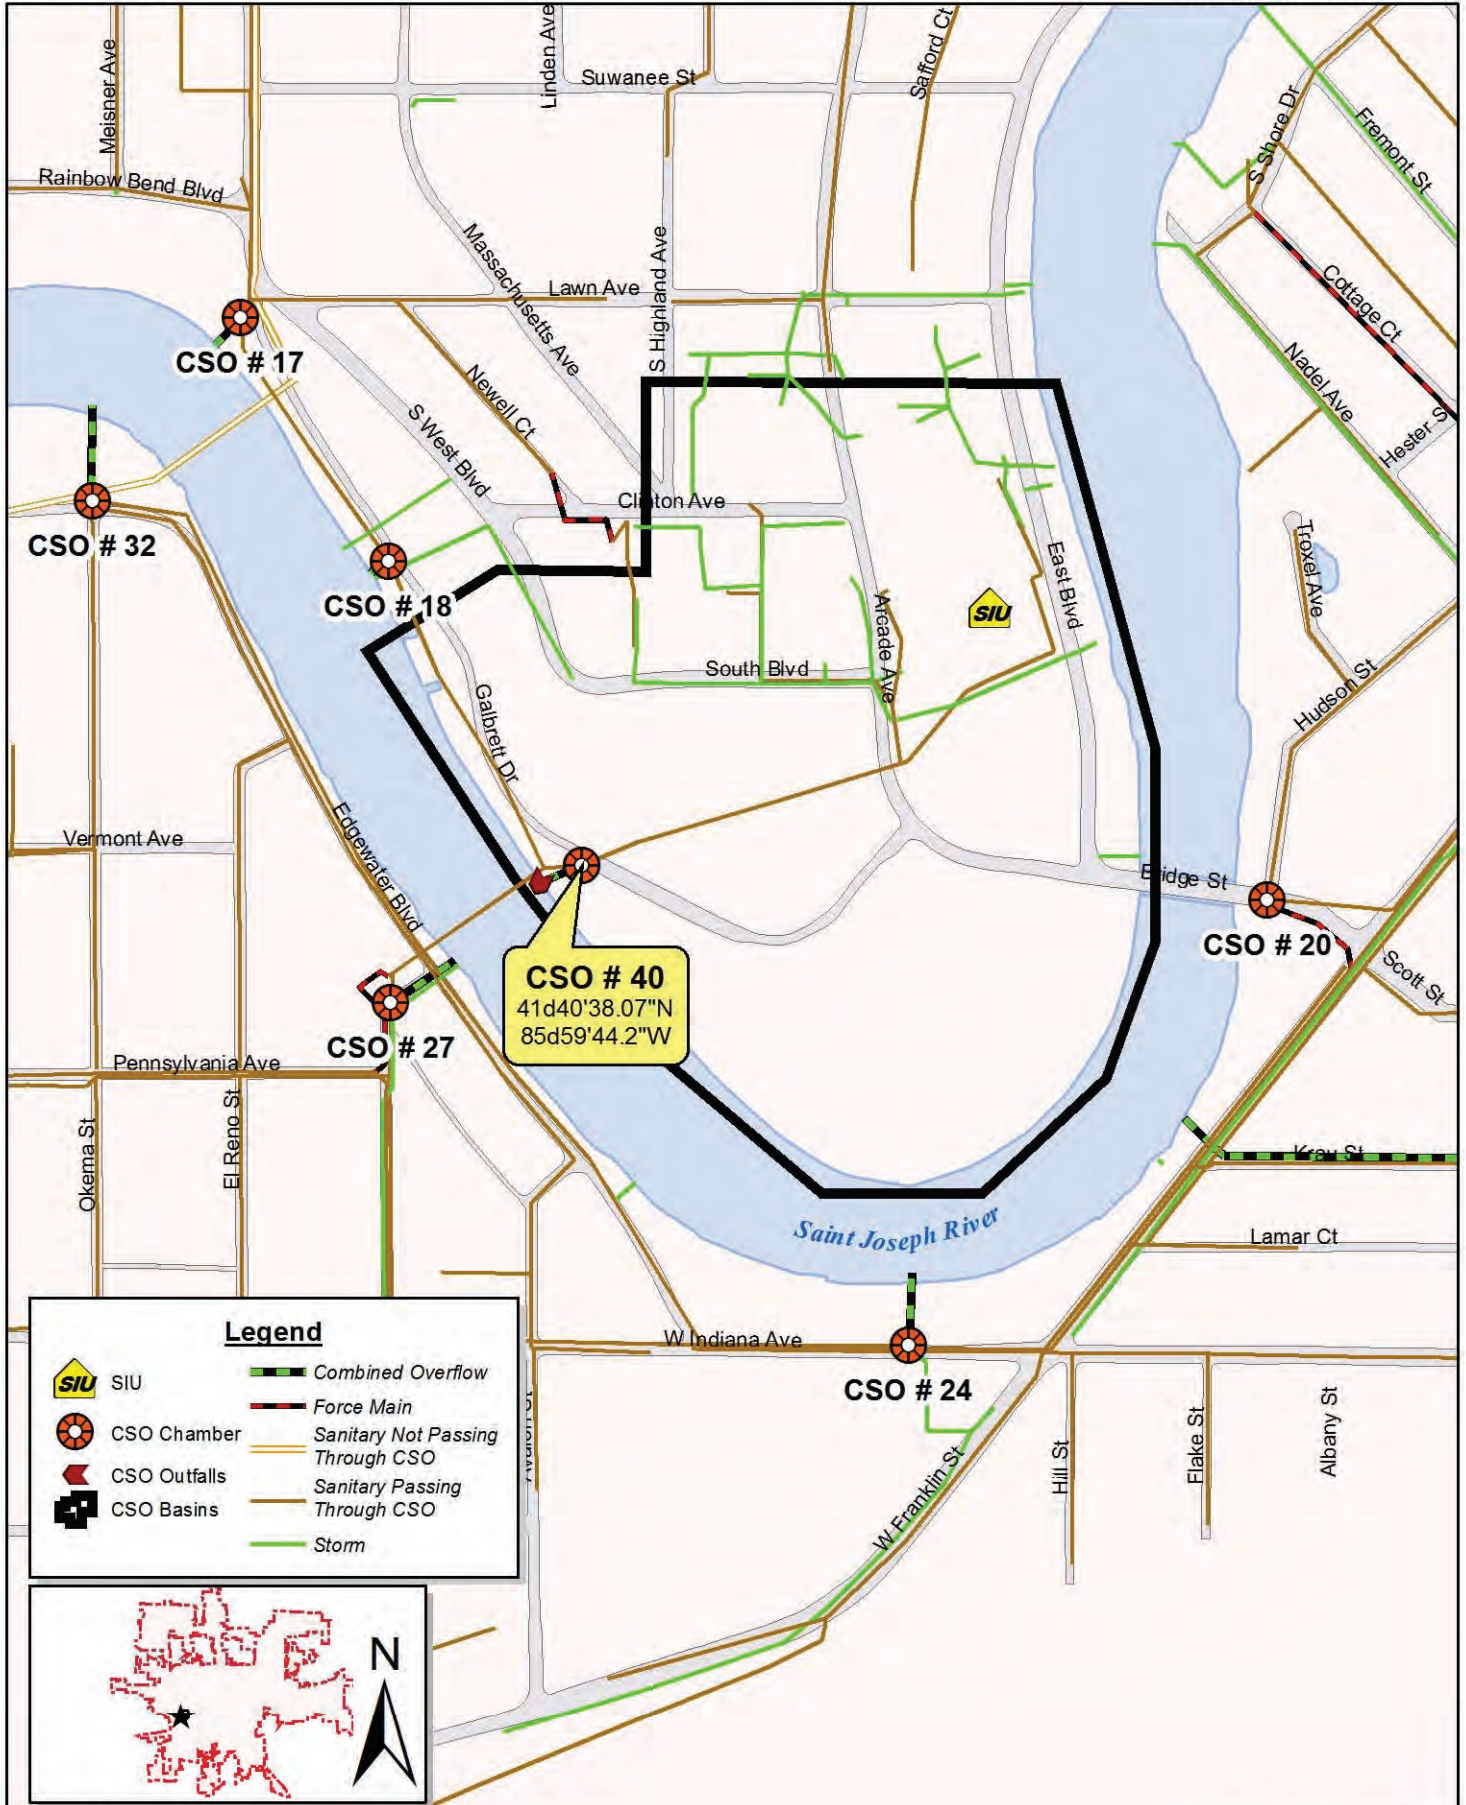 Meisner Ave
Linden Ave
Suwanee St
Safford Ct
S Shore Dr
Fremont St
Rainbow Bend Blvd
Massachusetts Ave
S Highland Ave
Lawn Ave
Cottage Ct
CSO # 17
Newell Ct
Nadel Ave
Hester S
S West Blvd
Clinton Ave
CSO # 32
East Blvd
Troxel Ave
CSO # 18
Arcade Ave
SIU
South Blvd
Galbrett Dr
Hudson St
Edgewater Blvd
Vermont Ave
Bridge St
CSO # 20
Scott St
CSO # 40
41d40'38.07"N
85d59'44.2"W
CSO # 27
Pennsylvania Ave
Okema St
El Reno St
Krau St
Saint Joseph River
Lamar Ct
W Indiana Ave
CSO # 24
W Franklin St
Hill St
Flake St
Albany St
Legend
SIU SIU
CSO Chamber
CSO Outfalls
CSO Basins
Combined Overflow
Force Main
Sanitary Not Passing
Through CSO
Sanitary Passing
Through CSO
Storm
N